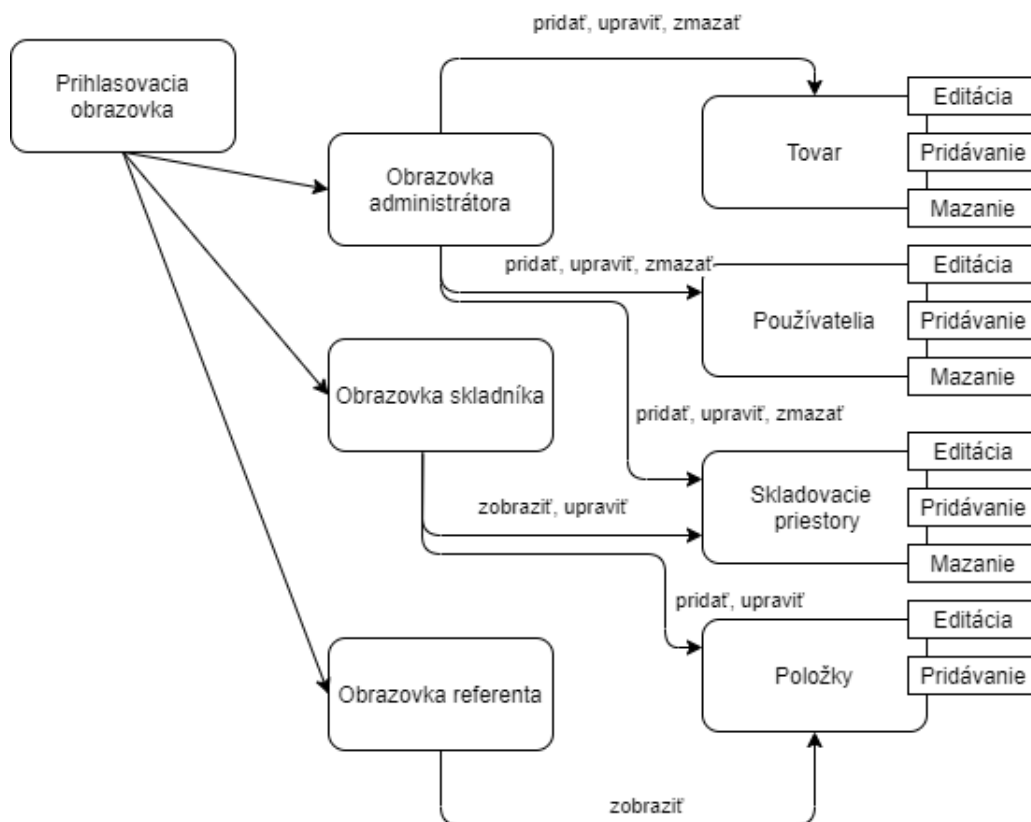 pridať, upraviť, zmazať
Prihlasovacia
obrazovka
Editácia
Tovar
Pridávanie
Mazanie
Obrazovka
administrátora
pridať, upraviť, zmazať
Editácia
Používatelia
Pridávanie
Mazanie
Obrazovka skladníka
pridať, upraviť, zmazať
Editácia
Skladovacie
priestory
Pridávanie
Mazanie
zobraziť, upraviť
pridať, upraviť
Editácia
Položky
Pridávanie
Obrazovka referenta
zobraziť